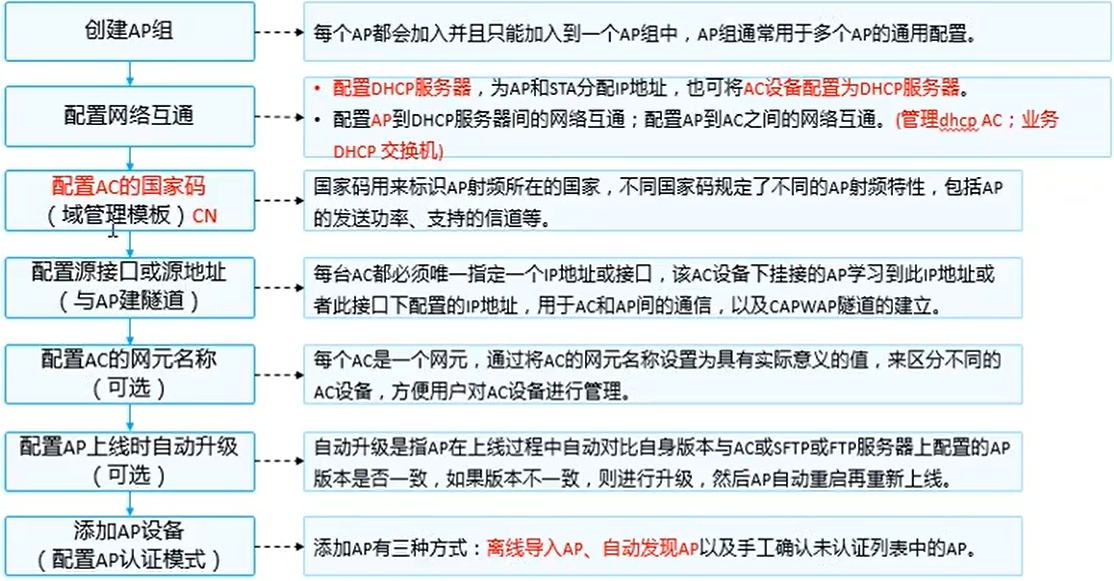 创建AP组
每个AP都会加入并且只能加入到一个AP组中，AP组通常用于多个AP的通用配置。
配置网络互通
• 配置DHCP服务器，为AP和STA分配IP地址，也可将AC设备配置为DHCP服务器。
• 配置AP到DHCP服务器间的网络互通；配置AP到AC之间的网络互通。(管理dhcp AC；业务
DHCP 交换机)
配置AC的国家码
（域管理模板）CN
国家码用来标识AP射频所在的国家，不同国家码规定了不同的AP射频特性，包括AP
的发送功率、支持的信道等。
配置源接口或源地址
（与AP建隧道）
每台AC都必须唯一指定一个IP地址或接口，该AC设备下挂接的AP学习到此IP地址或
者此接口下配置的IP地址，用于AC和AP间的通信，以及CAPWAP隧道的建立。
配置AC的网元名称
（可选）
每个AC是一个网元，通过将AC的网元名称设置为具有实际意义的值，来区分不同的
AC设备，方便用户对AC设备进行管理。
配置AP上线时自动升级
（可选）
自动升级是指AP在上线过程中自动对比自身版本与AC或SFTP或FTP服务器上配置的AP
版本是否一致，如果版本不一致，则进行升级，然后AP自动重启再重新上线。
添加AP设备
（配置AP认证模式）
添加AP有三种方式：离线导入AP、自动发现AP以及手工确认未认证列表中的AP。